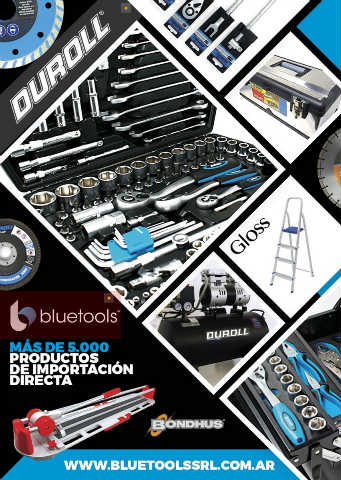 DUROLL
Gloss
DUROLL
bluetools
MÁS DE 5.000
PRODUCTOS
DE IMPORTACIÓN
DIRECTA
BONDHUS
WWW.BLUETOOLSSRL.COM.AR